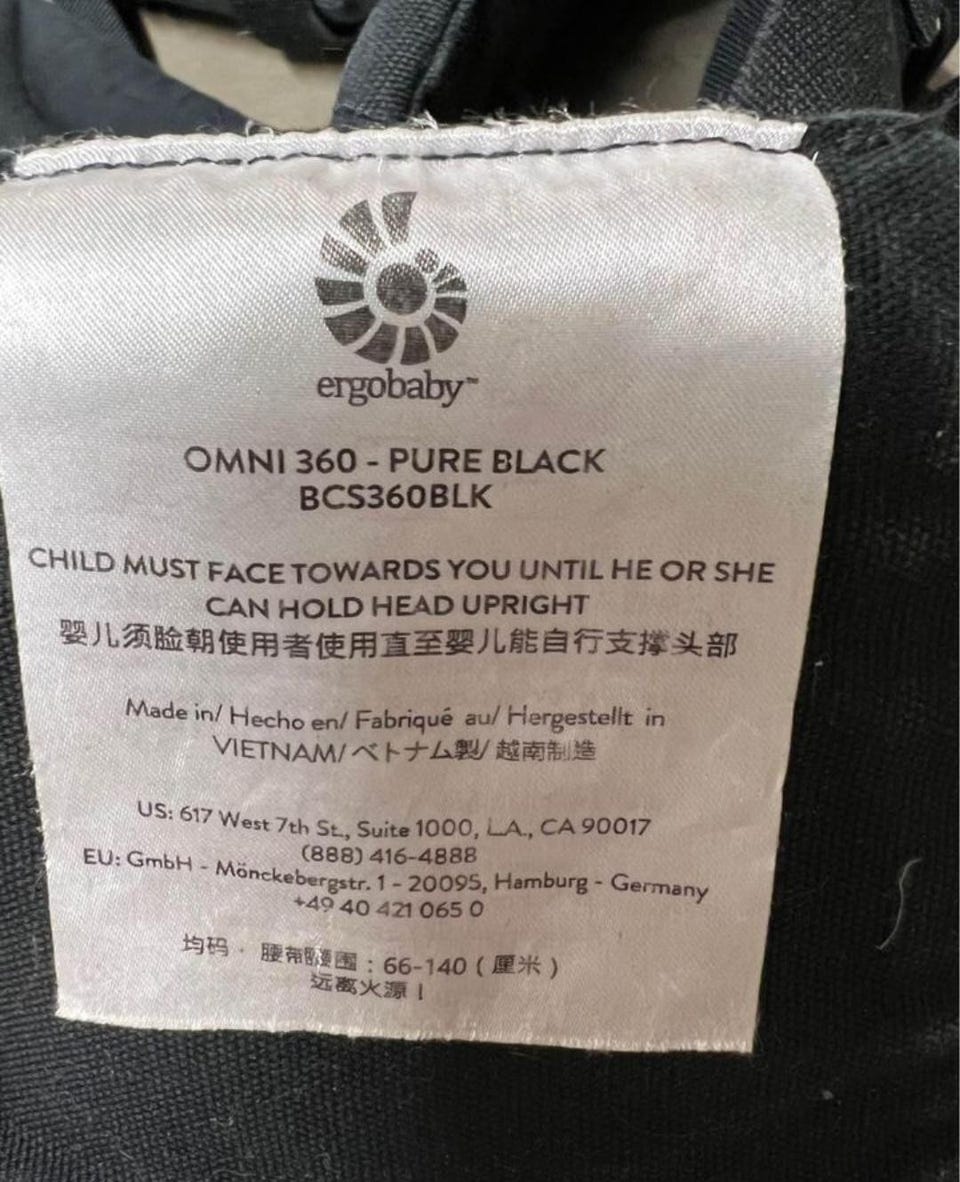 ergobaby™
OMNI 360 - PURE BLACK
BCS360BLK
CHILD MUST FACE TOWARDS YOU UNTIL HE OR SHE
CAN HOLD HEAD UPRIGHT
婴儿须脸朝使用者使用直至婴儿能自行支撑头部
Made in/ Hecho en/ Fabriqué au/ Hergestellt in
VIETNAM/ベトナム製/越南制造
US: 617 West 7th St., Suite 1000, L.A., CA 90017
(888) 416-4888
EU: GmbH - Mönckebergstr. 1 - 20095, Hamburg - Germany
+49 40 421 065 0
均码 · 腰带腰围：66-140（厘米）
远离火源！